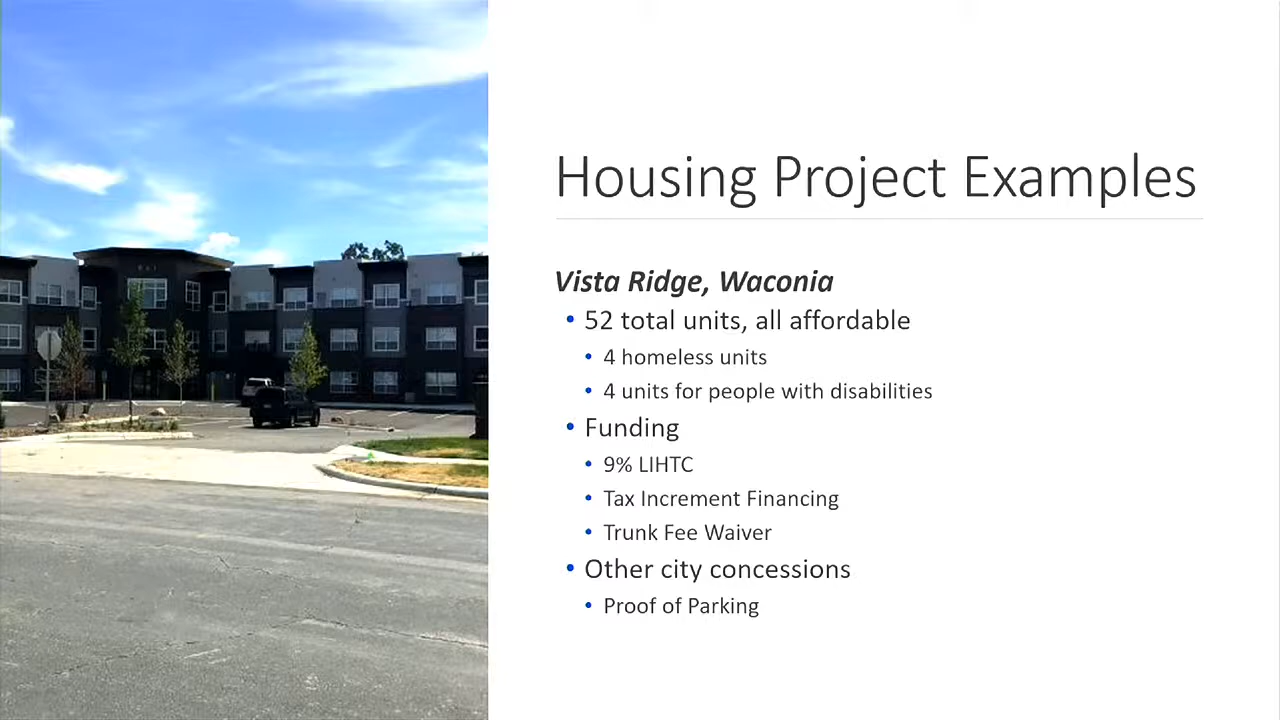 Housing Project Examples
Vista Ridge, Waconia
• 52 total units, all affordable
• 4 homeless units
• 4 units for people with disabilities
• Funding
• 9% LIHTC
• Tax Increment Financing
• Trunk Fee Waiver
• Other city concessions
• Proof of Parking